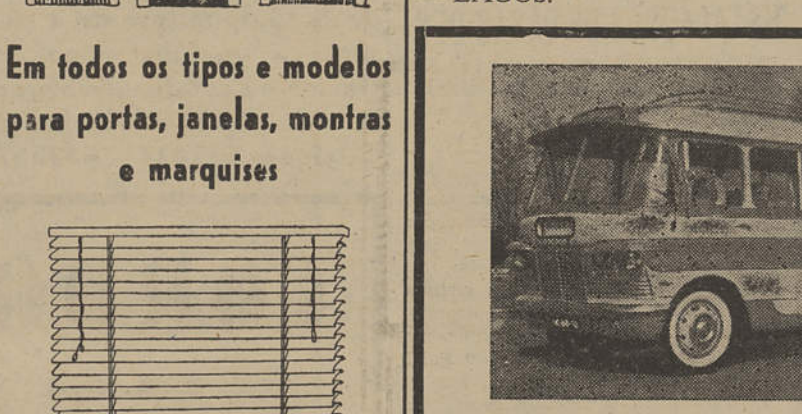 Em todos os tipos e modelos
para portas, janelas, montras
e marquises